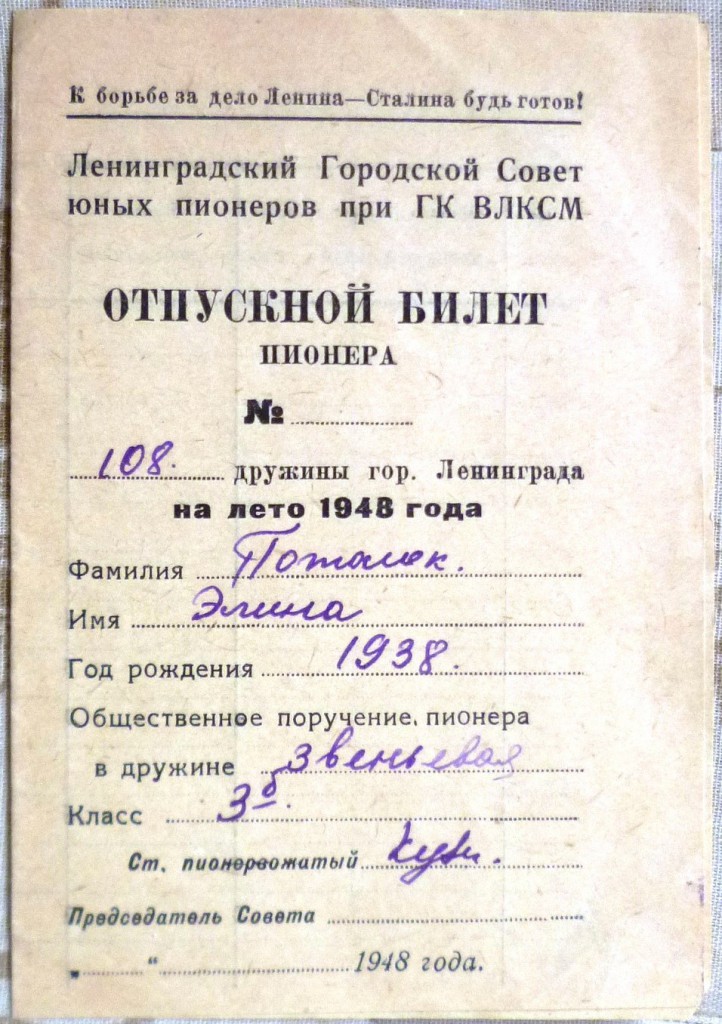 К борьбе за дело Ленина—Сталина будь готов!
Ленинградский Городской Совет
юных пионеров при ГК ВЛКСМ
ОТПУСКНОЙ БИЛЕТ
ПИОНЕРА
№
108. дружины гор. Ленинграда
на лето 1948 года
Фамилия
Имя Элина
Год рождения 1938.
Общественное поручение, пионера
в дружине звеньевая
Класс 3б.
Ст. пионервожатый
Председатель Совета
„ “ 1948 года.